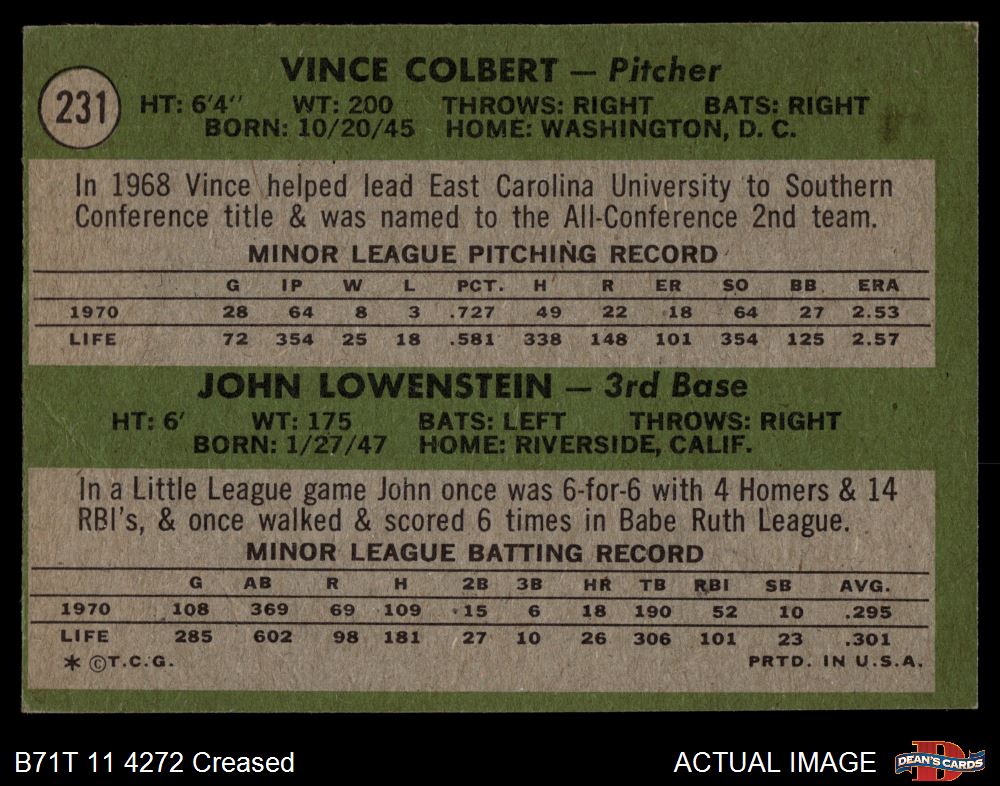 231
VINCE COLBERT — Pitcher
HT: 6'4" WT: 200 THROWS: RIGHT BATS: RIGHT
BORN: 10/20/45 HOME: WASHINGTON, D. C.
In 1968 Vince helped lead East Carolina University to Southern
Conference title & was named to the All-Conference 2nd team.
MINOR LEAGUE PITCHING RECORD
G IP W L PCT. H R ER SO BB ERA
1970 28 64 8 3 .727 49 22 18 64 27 2.53
LIFE 72 354 25 18 .581 338 148 101 354 125 2.57
JOHN LOWENSTEIN — 3rd Base
HT: 6' WT: 175 BATS: LEFT THROWS: RIGHT
BORN: 1/27/47 HOME: RIVERSIDE, CALIF.
In a Little League game John once was 6-for-6 with 4 Homers & 14
RBI's, & once walked & scored 6 times in Babe Ruth League.
MINOR LEAGUE BATTING RECORD
G AB R H 2B 3B HR TB RBI SB AVG.
1970 108 369 69 109 15 6 18 190 52 10 .295
LIFE 285 602 98 181 27 10 26 306 101 23 .301
* ©T.C.G. PRTD. IN U.S.A.
B71T 11 4272 Creased ACTUAL IMAGE
D
DEAN'S CARDS